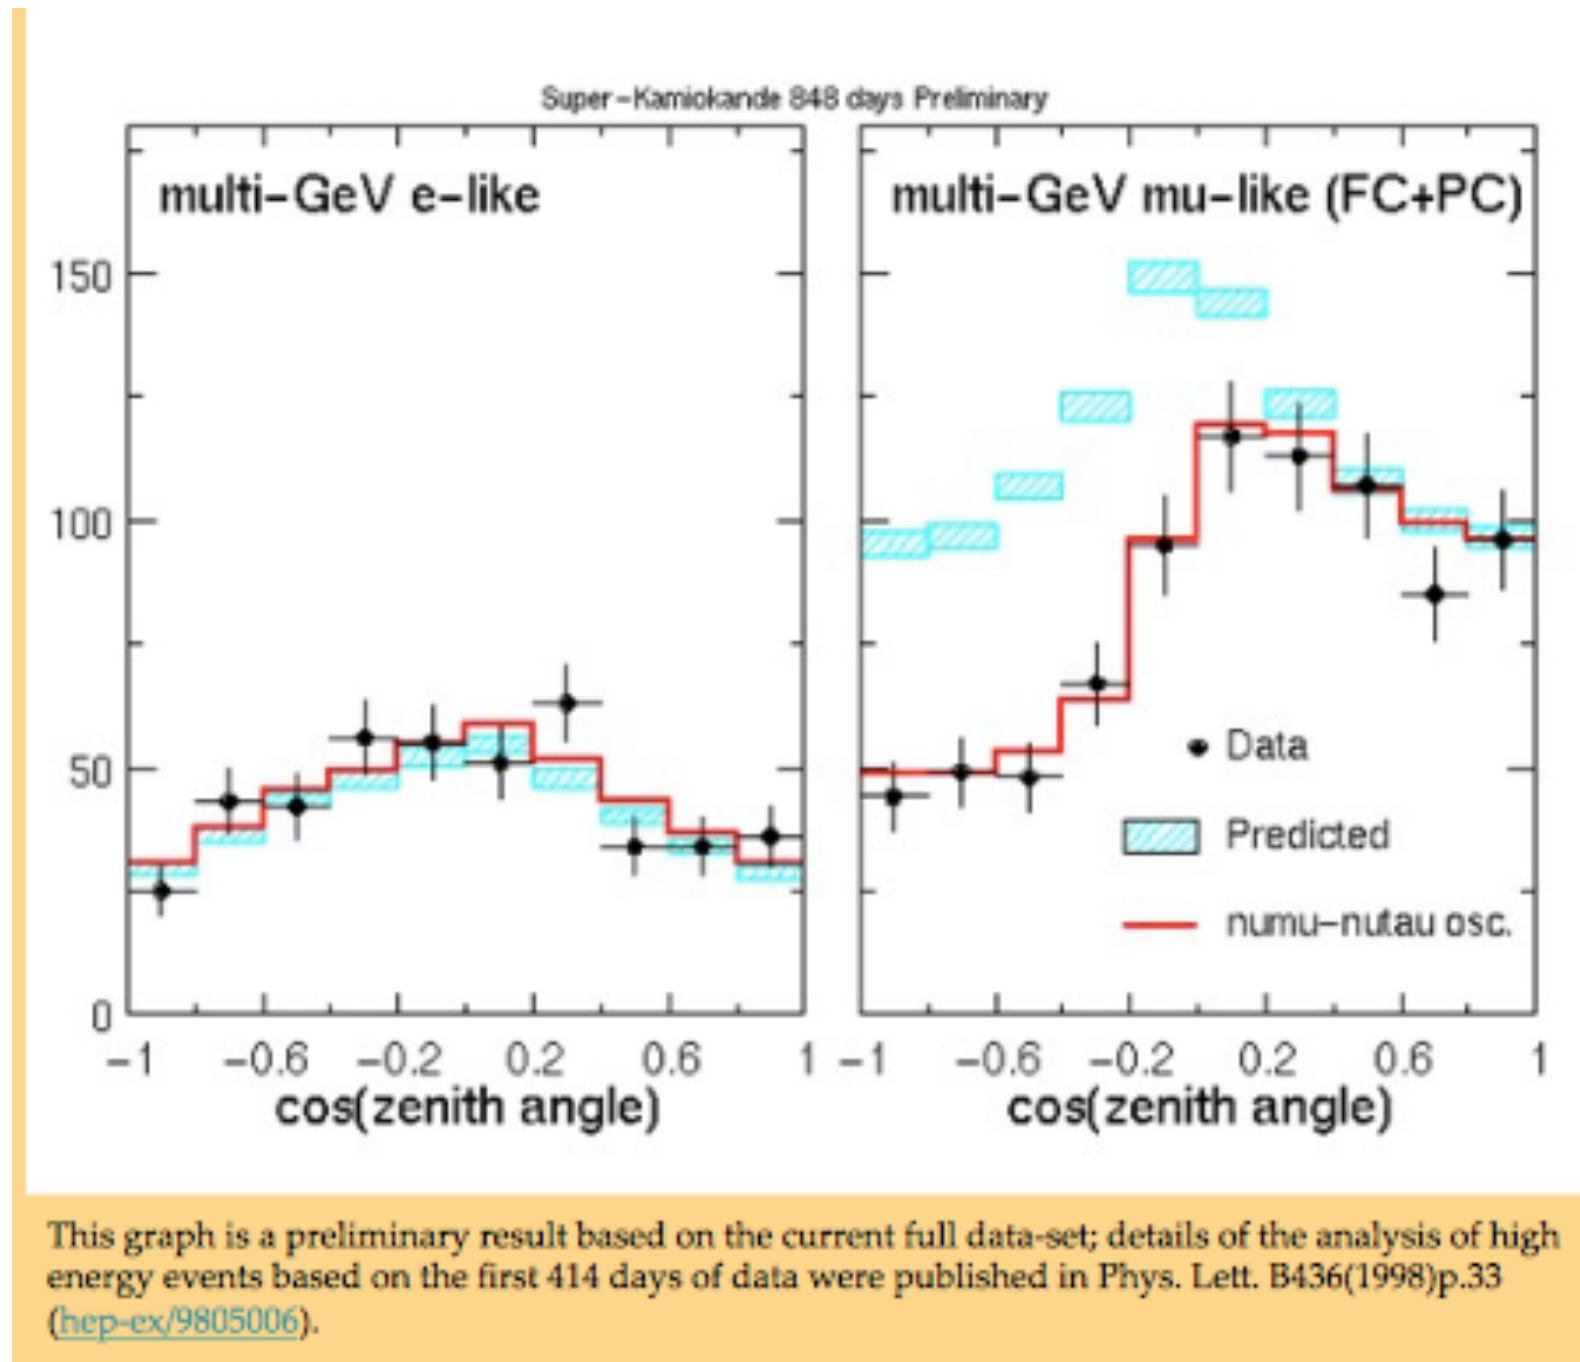 Super-Kamiokande 848 days Preliminary
multi-GeV e-like
multi-GeV mu-like (FC+PC)
150
100
50
0
Data
Predicted
numu-nutau osc.
-1 -0.6 -0.2 0.2 0.6 1
-1 -0.6 -0.2 0.2 0.6 1
cos(zenith angle)
cos(zenith angle)
This graph is a preliminary result based on the current full data-set; details of the analysis of high
energy events based on the first 414 days of data were published in Phys. Lett. B436(1998)p.33
(hep-ex/9805006).